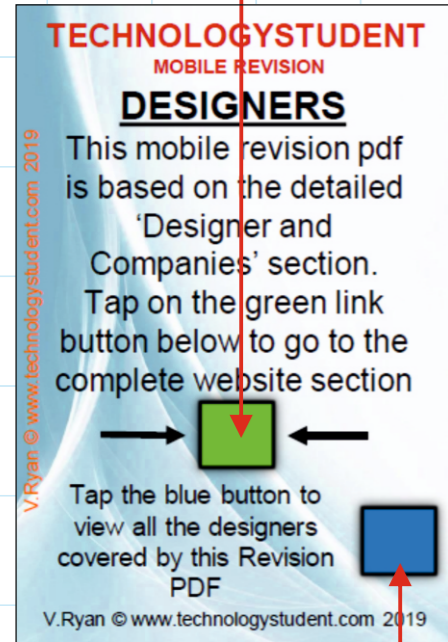 TECHNOLOGYSTUDENT
MOBILE REVISION
DESIGNERS
This mobile revision pdf
is based on the detailed
‘Designer and
Companies’ section.
Tap on the green link
button below to go to the
complete website section
Tap the blue button to
view all the designers
covered by this Revision
PDF
V.Ryan © www.technologystudent.com 2019
V.Ryan © www.technologystudent.com 2019